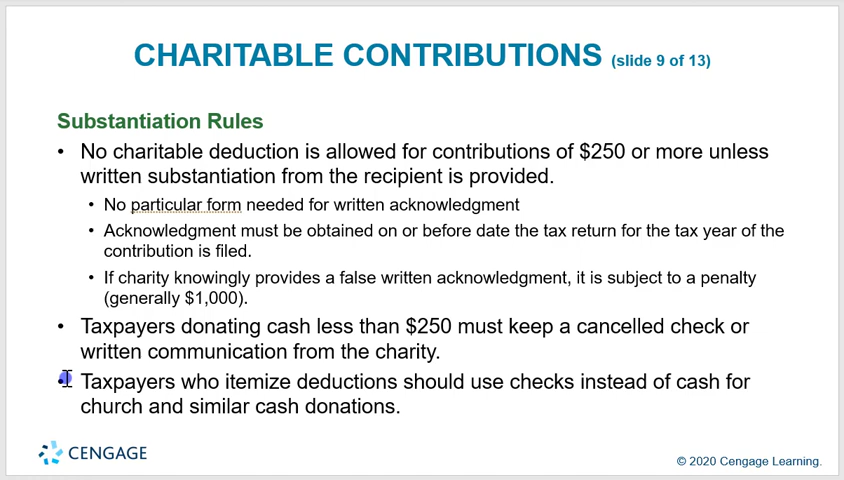 CHARITABLE CONTRIBUTIONS (slide 9 of 13)
Substantiation Rules
• No charitable deduction is allowed for contributions of $250 or more unless
written substantiation from the recipient is provided.
• No particular form needed for written acknowledgment
• Acknowledgment must be obtained on or before date the tax return for the tax year of the
contribution is filed.
• If charity knowingly provides a false written acknowledgment, it is subject to a penalty
(generally $1,000).
• Taxpayers donating cash less than $250 must keep a cancelled check or
written communication from the charity.
• Taxpayers who itemize deductions should use checks instead of cash for
church and similar cash donations.
CENGAGE
© 2020 Cengage Learning.